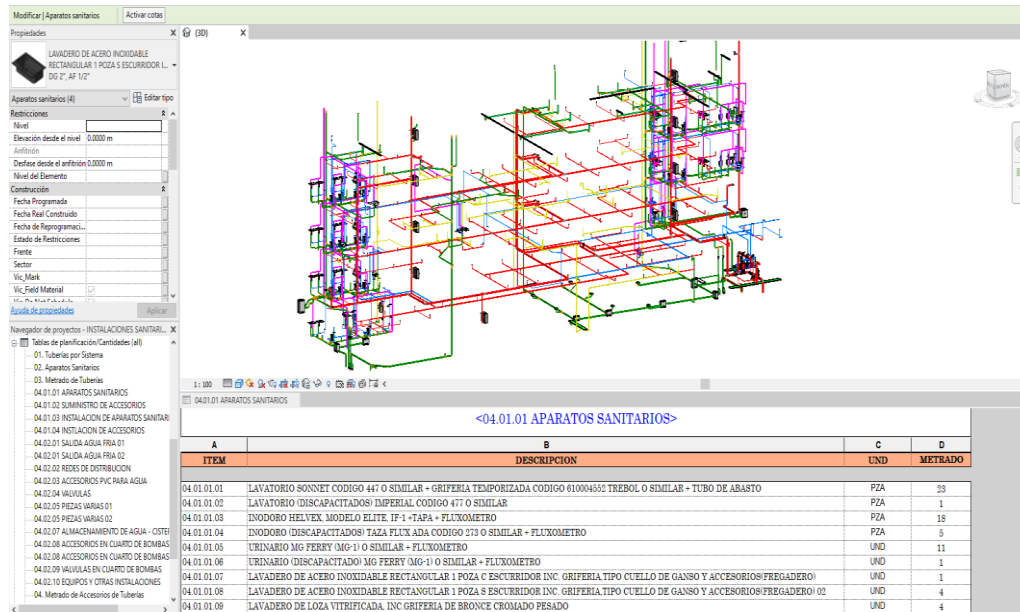 Modificar | Aparatos sanitarios
Activar cotas
Propiedades X
LAVADERO DE ACERO INOXIDABLE
RECTANGULAR 1 POZA S ESCURRIDOR L...
DG 2", AF 1/2"
Aparatos sanitarios (4)
Editar tipo
Restricciones
Nivel
Elevación desde el nivel 0.0000 m
Anfitrión
Desfase desde el anfitrión 0.0000 m
Nivel del Elemento
Construcción
Fecha Programada
Fecha Real Construido
Fecha de Reprogramaci...
Estado de Restricciones
Frente
Sector
Vic_Mark
Vic_Field Material
Ayuda de propiedades
Aplicar
Navegador de proyectos - INSTALACIONES SANITARI... X
Tablas de planificación/Cantidades (all)
01. Tuberías por Sistema
02. Aparatos Sanitarios
03. Metrado de Tuberias
04.01.01 APARATOS SANITARIOS
04.01.02 SUMINISTRO DE ACCESORIOS
04.01.03 INSTALACION DE APARATOS SANITARI
04.01.04 INSTLACION DE ACCESORIOS
04.02.01 SALIDA AGUA FRIA 01
04.02.01 SALIDA AGUA FRIA 02
04.02.02 REDES DE DISTRIBUCION
04.02.03 ACCESORIOS PVC PARA AGUA
04.02.04 VALVULAS
04.02.05 PIEZAS VARIAS 01
04.02.05 PIEZAS VARIAS 02
04.02.07 ALMACENAMIENTO DE AGUA - CISTE
04.02.08 ACCESORIOS EN CUARTO DE BOMBAS
04.02.08 ACCESORIOS EN CUARTO DE BOMBAS
04.02.09 VALVULAS EN CUARTO DE BOMBAS
04.02.10 EQUIPOS Y OTRAS INSTALACIONES
04. Metrado de Accesorios de Tuberias
{3D} X
1 : 100
04.01.01 APARATOS SANITARIOS
<04.01.01 APARATOS SANITARIOS>
A B C D
ITEM DESCRIPCION UND METRADO
04.01.01.01 LAVATORIO SONNET CODIGO 447 O SIMILAR + GRIFERIA TEMPORIZADA CODIGO 610004552 TREBOL O SIMILAR + TUBO DE ABASTO PZA 23
04.01.01.02 LAVATORIO (DISCAPACITADOS) IMPERIAL CODIGO 477 O SIMILAR PZA 1
04.01.01.03 INODORO HELVEX, MODELO ELITE, IF-1 +TAPA + FLUXOMETRO PZA 18
04.01.01.04 INODORO (DISCAPACITADOS) TAZA FLUX ADA CODIGO 273 O SIMILAR + FLUXOMETRO PZA 5
04.01.01.05 URINARIO MG FERRY (MG-1) O SIMILAR + FLUXOMETRO UND 11
04.01.01.06 URINARIO (DISCAPACITADO) MG FERRY (MG-1) O SIMILAR + FLUXOMETRO UND 1
04.01.01.07 LAVADERO DE ACERO INOXIDABLE RECTANGULAR 1 POZA C ESCURRIDOR INC. GRIFERIA,TIPO CUELLO DE GANSO Y ACCESORIOS(FREGADERO) UND 1
04.01.01.08 LAVADERO DE ACERO INOXIDABLE RECTANGULAR 1 POZA S ESCURRIDOR INC. GRIFERIA,TIPO CUELLO DE GANSO Y ACCESORIOS(FREGADERO) 02 UND 4
04.01.01.09 LAVADERO DE LOZA VITRIFICADA, INC.GRIFERIA DE BRONCE CROMADO PESADO UND 4